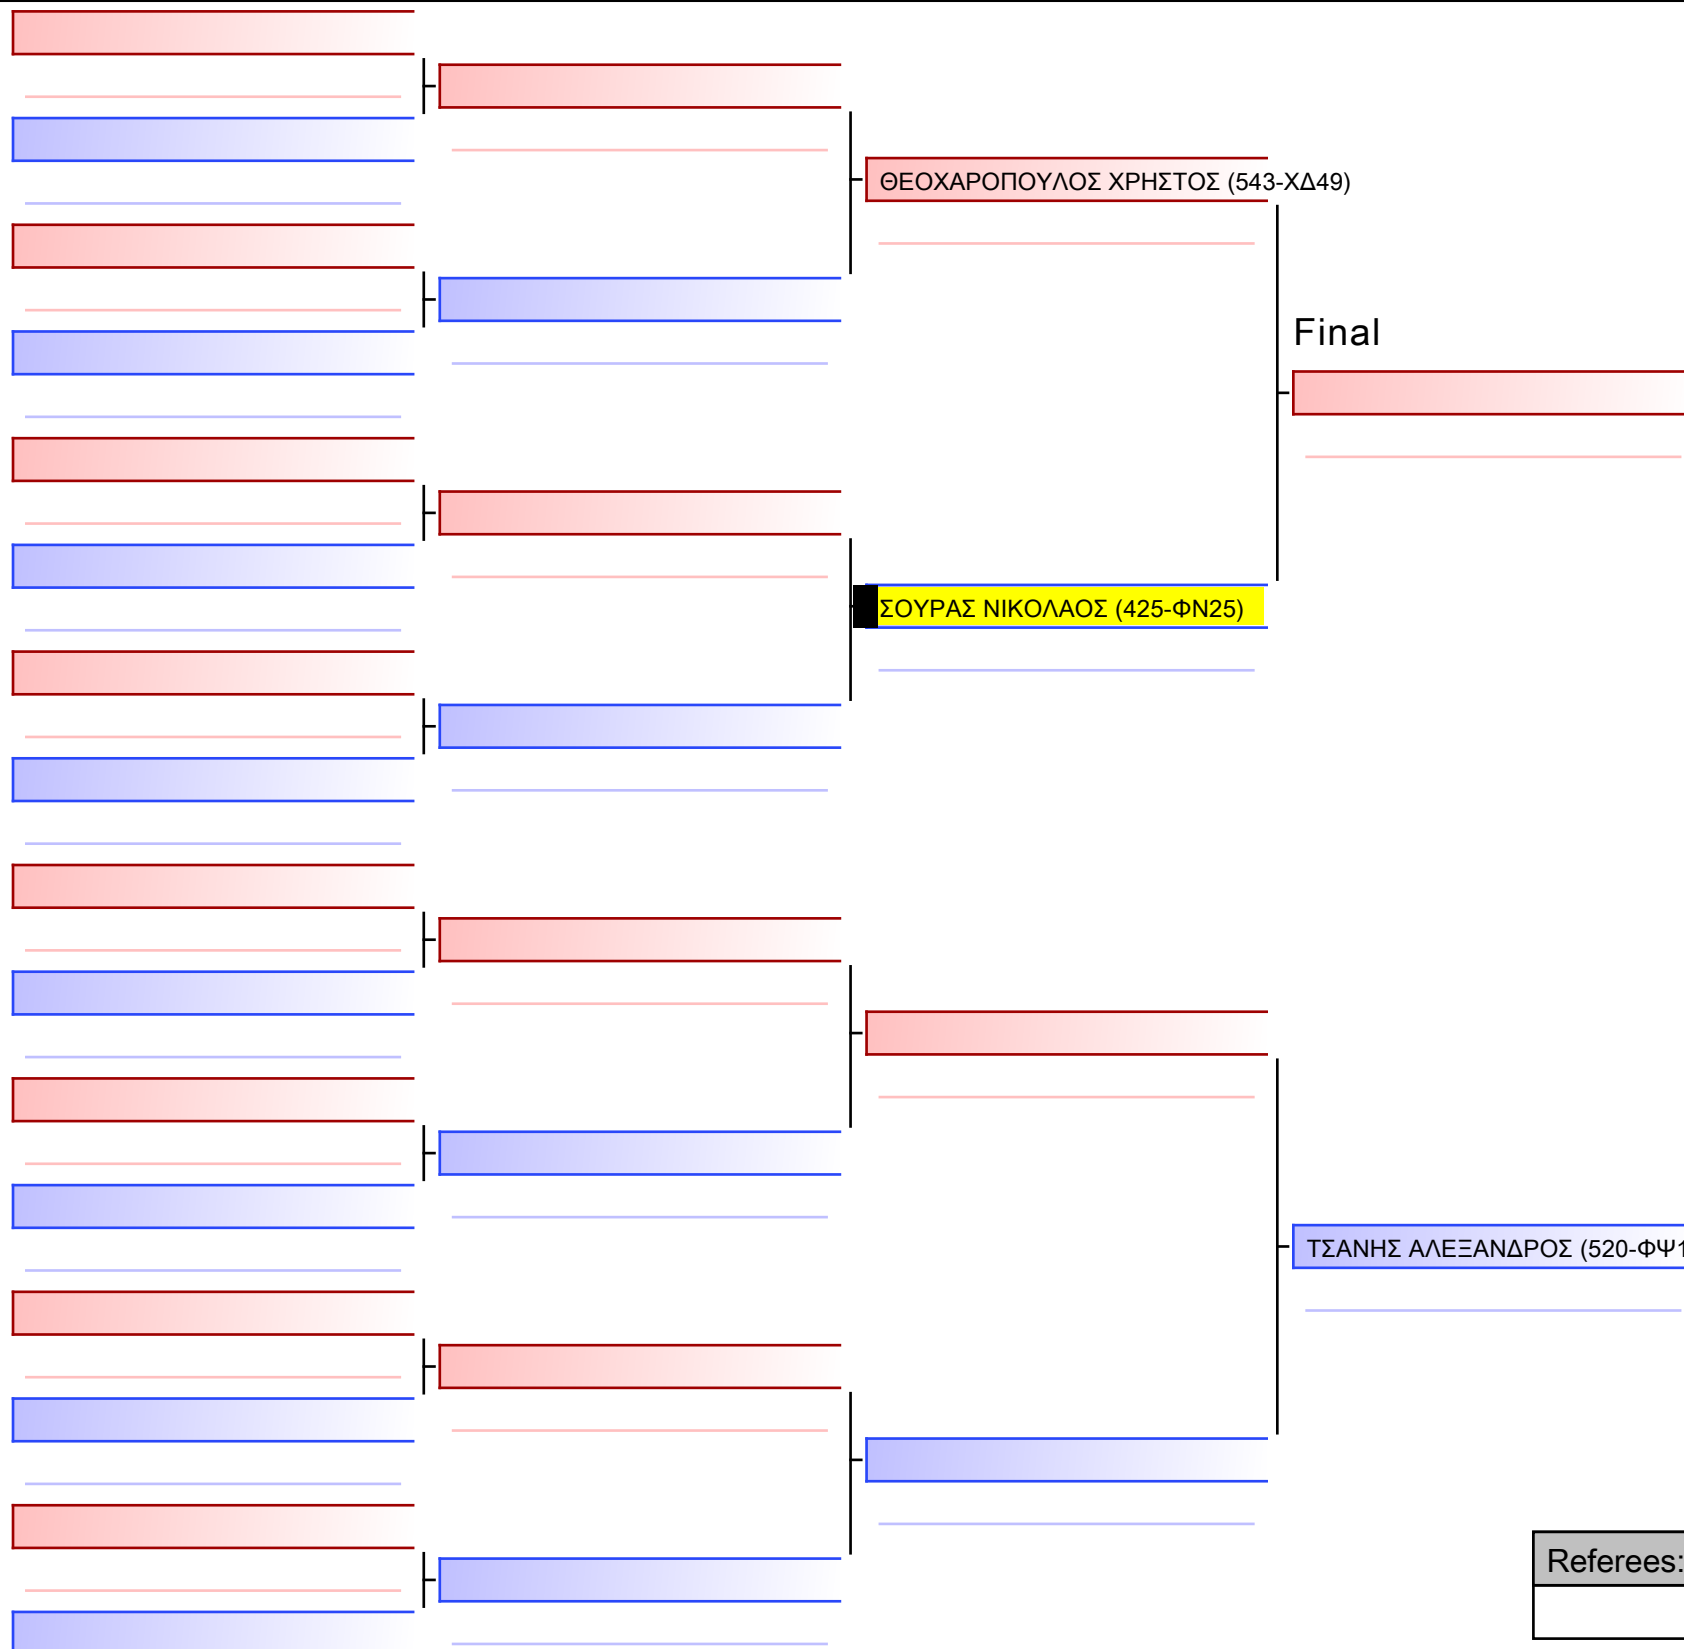 ΘΕΟΧΑΡΟΠΟΥΛΟΣ ΧΡΗΣΤΟΣ (543-ΧΔ49)
Final
ΣΟΥΡΑΣ ΝΙΚΟΛΑΟΣ (425-ΦΝ25)
ΤΣΑΝΗΣ ΑΛΕΞΑΝΔΡΟΣ (520-ΦΨ1
Referees: